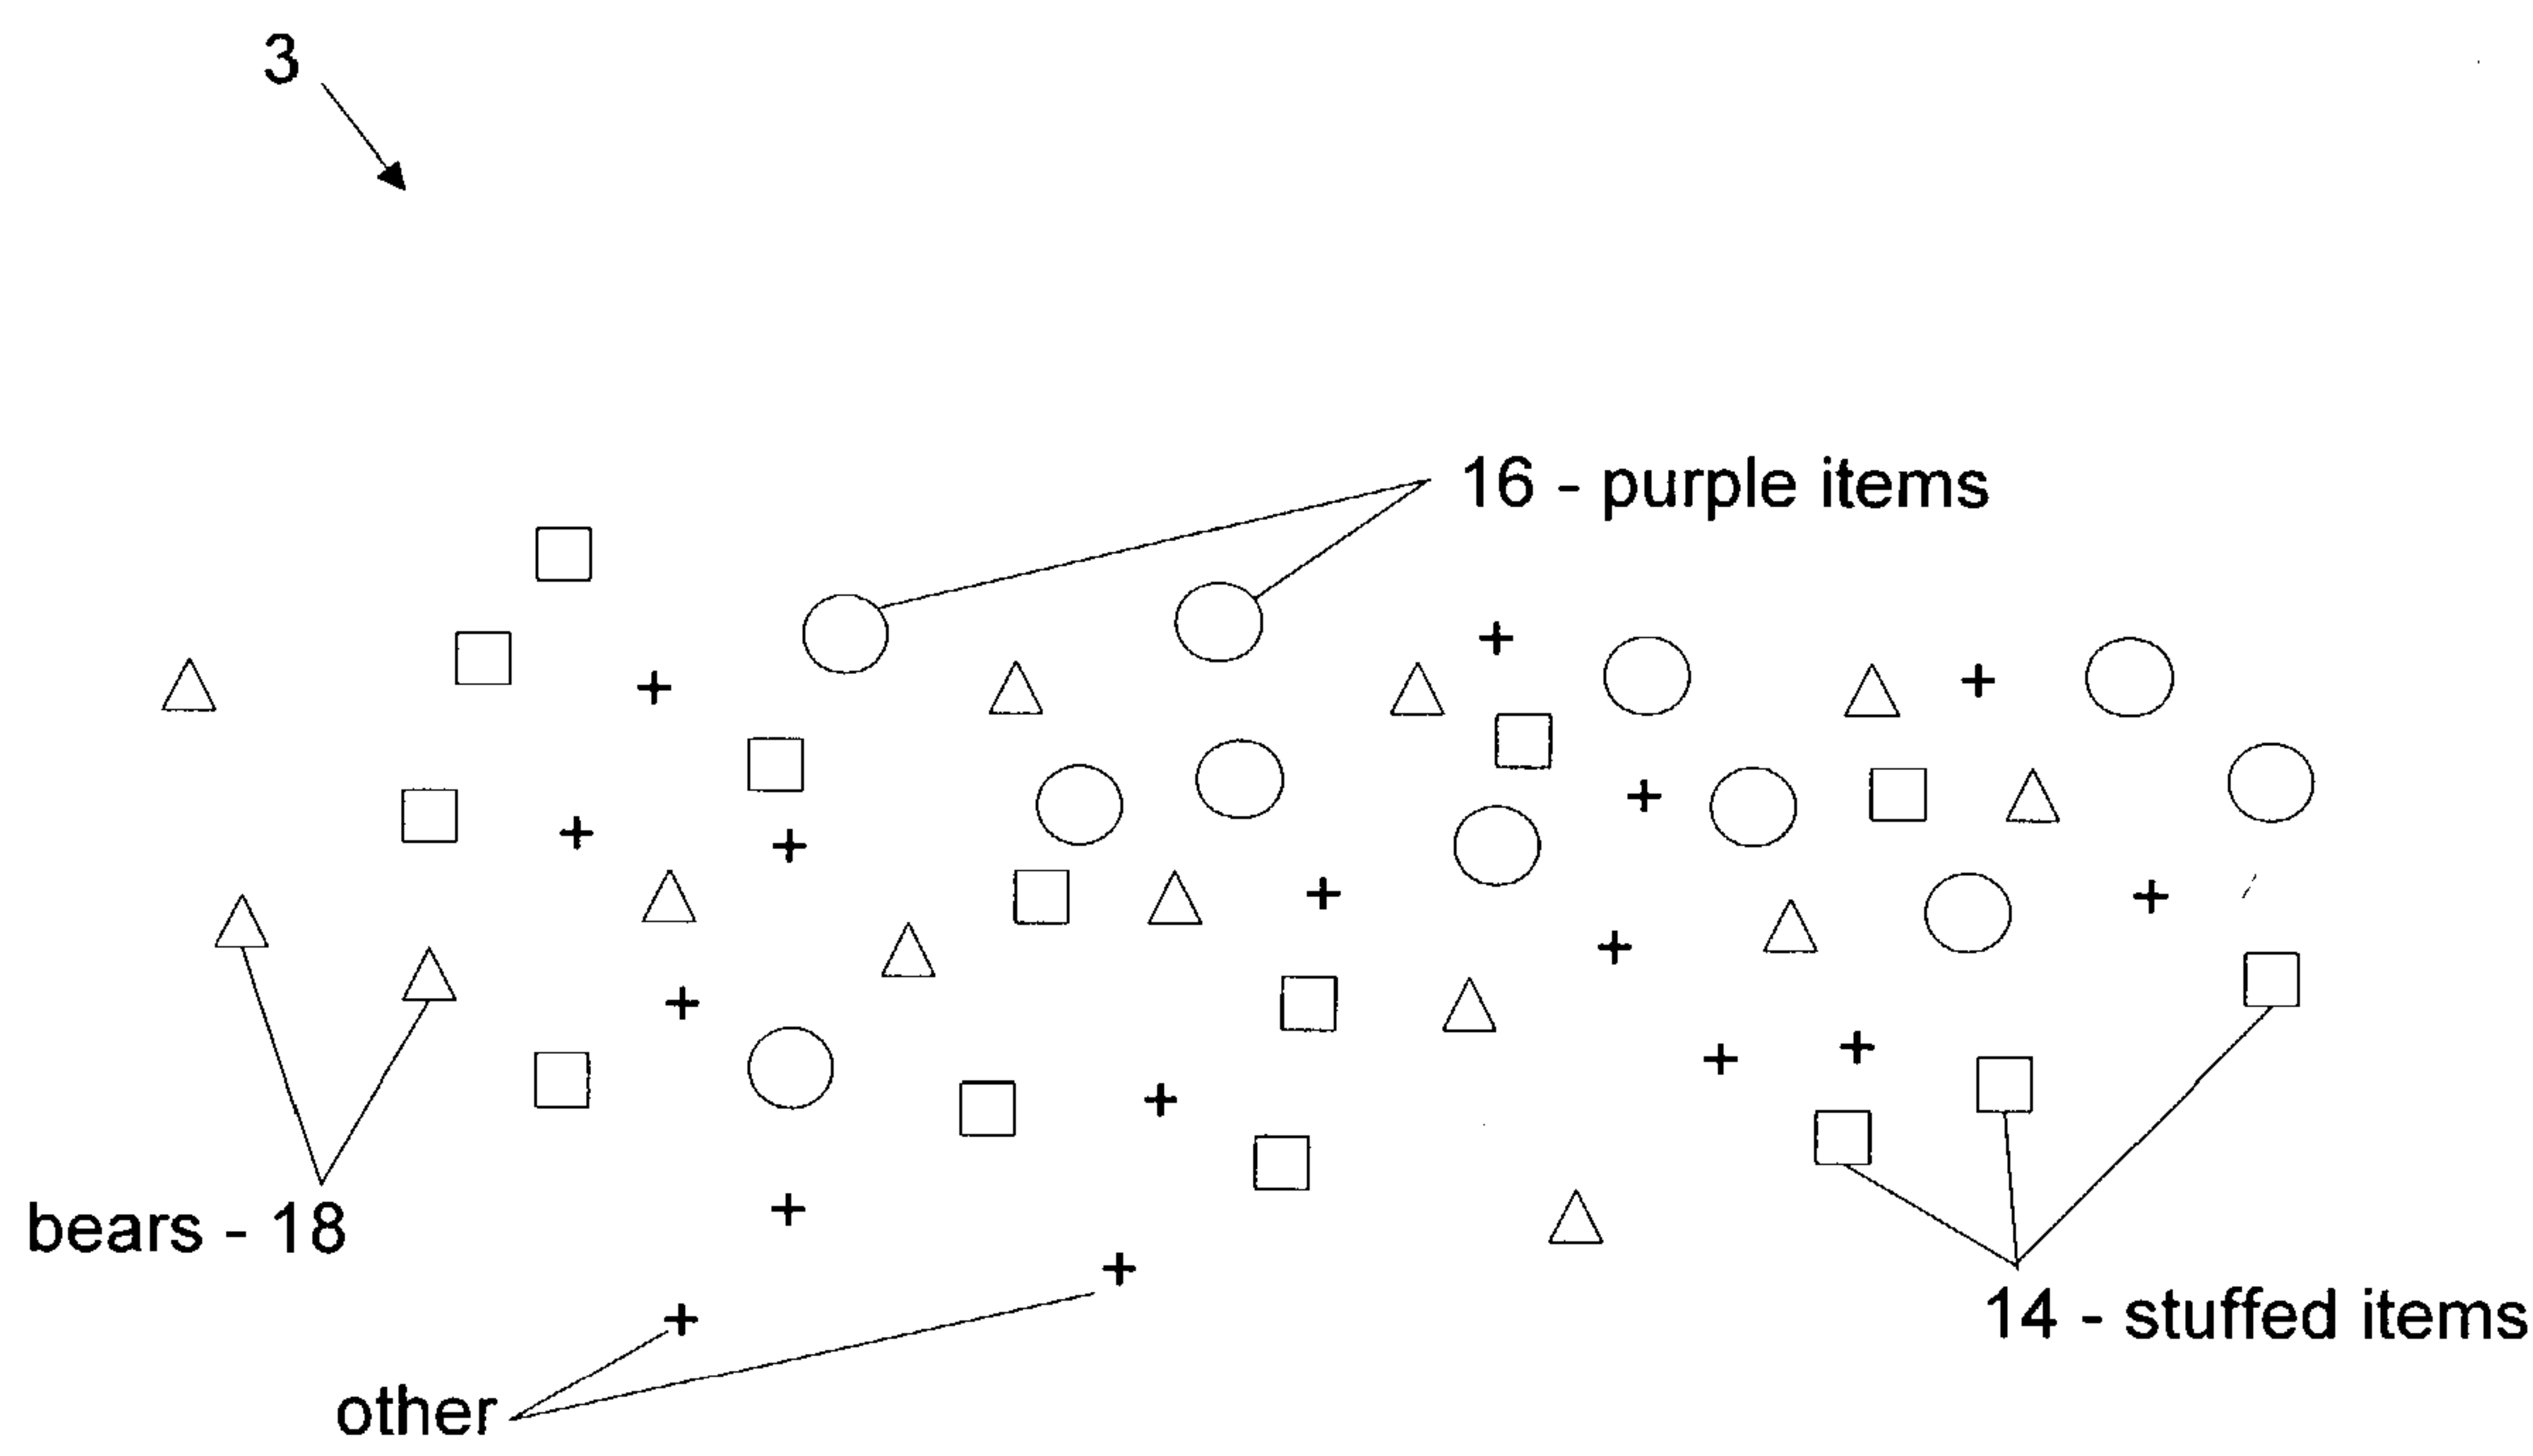 3
16 - purple items
bears - 18
14 - stuffed items
other